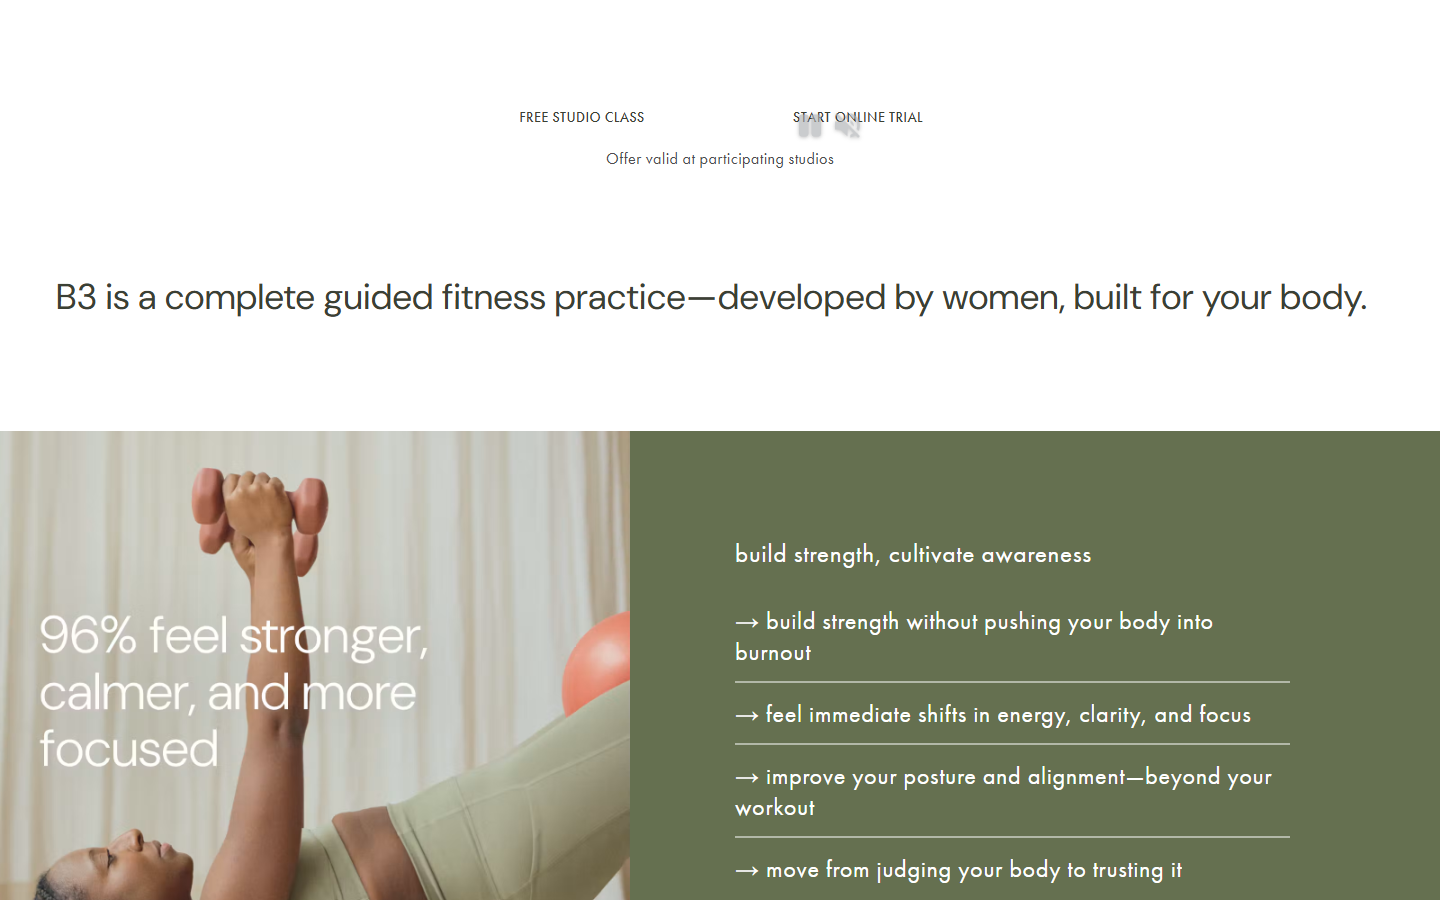 FREE STUDIO CLASS
START ONLINE TRIAL
Offer valid at participating studios
B3 is a complete guided fitness practice—developed by women, built for your body.
96% feel stronger,
calmer, and more
focused
build strength, cultivate awareness
→ build strength without pushing your body into
burnout
→ feel immediate shifts in energy, clarity, and focus
→ improve your posture and alignment—beyond your
workout
→ move from judging your body to trusting it